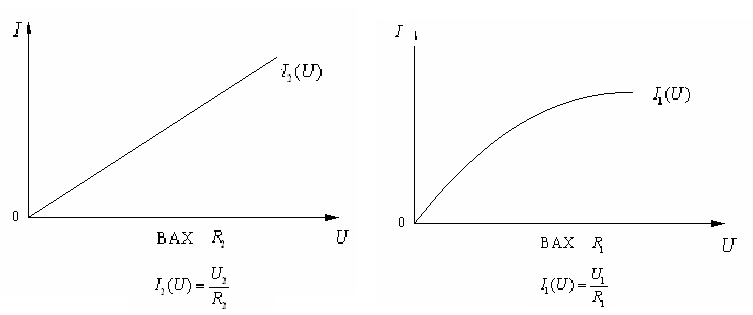 I
I₂(U)
0
ВАХ R₂
U
I₂(U) = U₂/R₂
I
I₁(U)
0
ВАХ R₁
U
I₁(U) = U₁/R₁